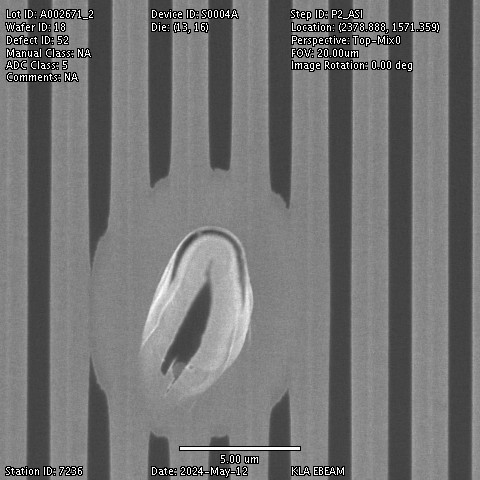 Lot ID: A002671_2
Wafer ID: 18
Defect ID: 52
Manual Class: NA
ADC Class: 5
Comments: NA
Device ID: S0004A
Die: (13, 16)
Step ID: P2_ASI
Location: (2378.888, 1571.359)
Perspective: Top-Mix0
FOV: 20.00um
Image Rotation: 0.00 deg
5.00 um
Station ID: 7236
Date: 2024-May-12
KLA EBEAM